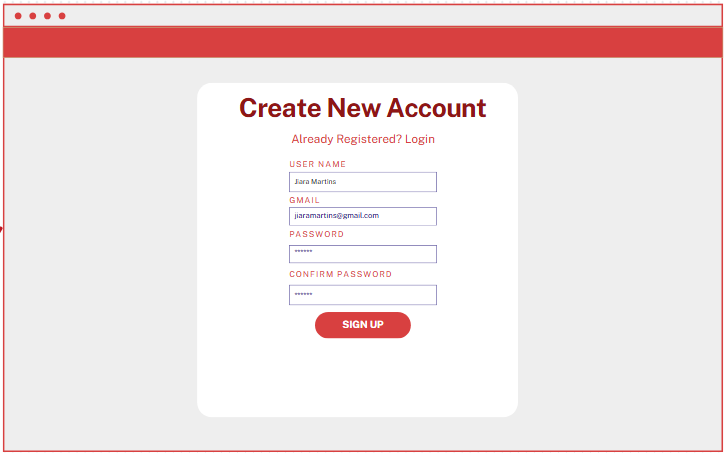 Create New Account
Already Registered? Login
USER NAME
Jiara Martins
GMAIL
jiaramartins@gmail.com
PASSWORD
******
CONFIRM PASSWORD
******
SIGN UP